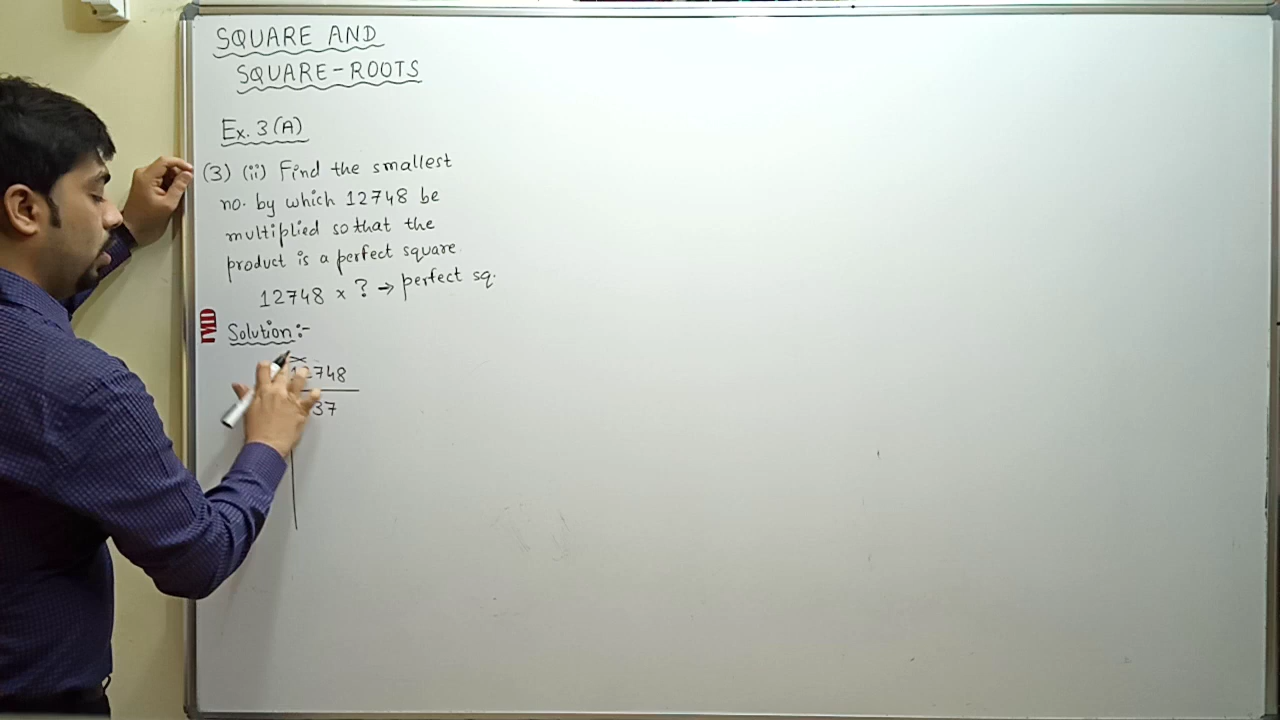 SQUARE AND
SQUARE-ROOTS
Ex. 3(A)
(3) (ii) Find the smallest
no. by which 12748 be
multiplied so that the
product is a perfect square.
12748 × ? → perfect sq.
Solution:-
12748
37